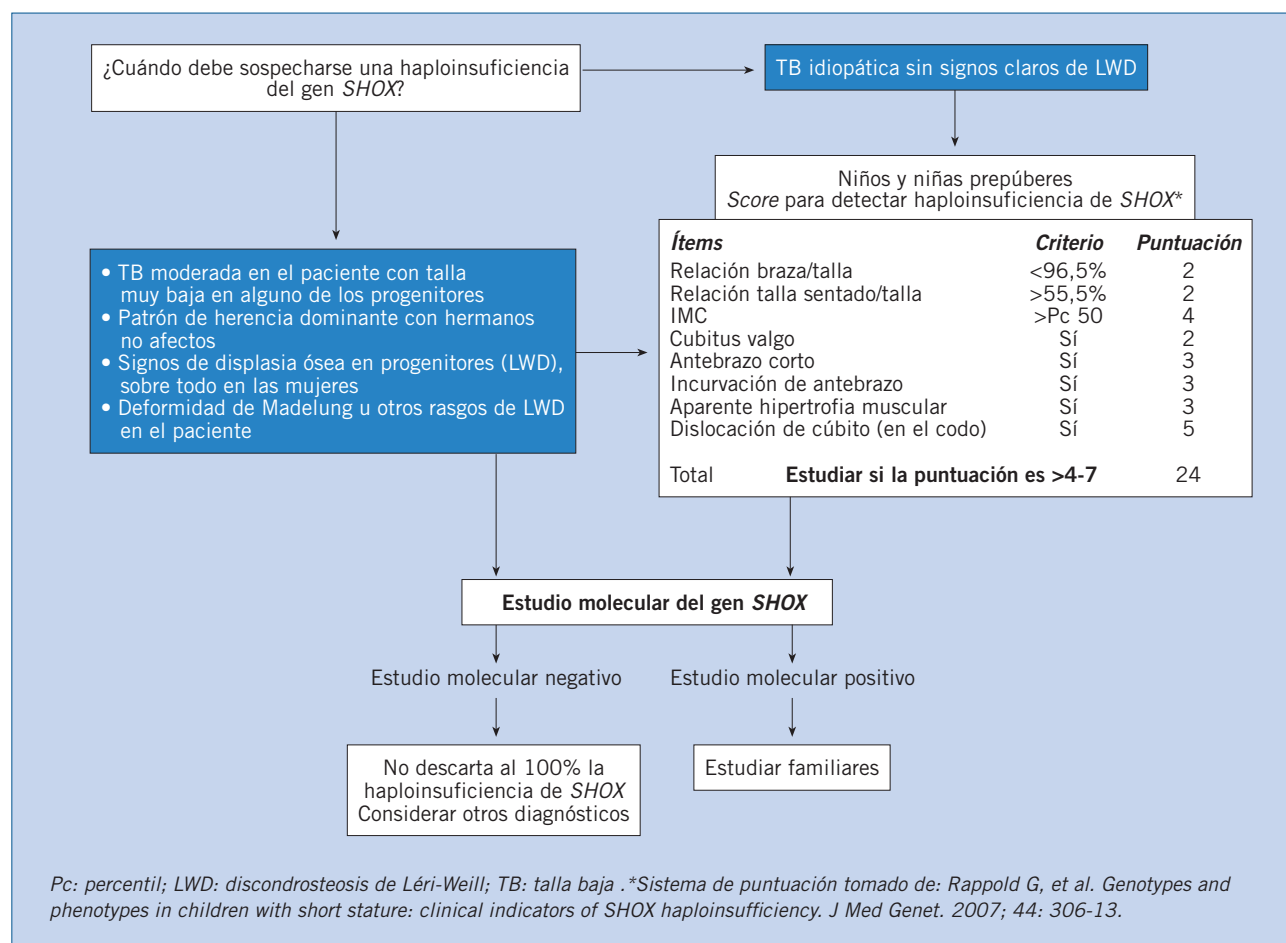 ¿Cuándo debe sospecharse una haploinsuficiencia
del gen SHOX?
TB idiopática sin signos claros de LWD
Niños y niñas prepúberes
Score para detectar haploinsuficiencia de SHOX*
• TB moderada en el paciente con talla
muy baja en alguno de los progenitores
• Patrón de herencia dominante con hermanos
no afectos
• Signos de displasia ósea en progenitores (LWD),
sobre todo en las mujeres
• Deformidad de Madelung u otros rasgos de LWD
en el paciente
Ítems Criterio Puntuación
Relación braza/talla <96,5% 2
Relación talla sentado/talla >55,5% 2
IMC >Pc 50 4
Cubitus valgo Sí 2
Antebrazo corto Sí 3
Incurvación de antebrazo Sí 3
Aparente hipertrofia muscular Sí 3
Dislocación de cúbito (en el codo) Sí 5
Total Estudiar si la puntuación es >4-7 24
Estudio molecular del gen SHOX
Estudio molecular negativo
Estudio molecular positivo
No descarta al 100% la
haploinsuficiencia de SHOX
Considerar otros diagnósticos
Estudiar familiares
Pc: percentil; LWD: discondrosteosis de Léri-Weill; TB: talla baja .*Sistema de puntuación tomado de: Rappold G, et al. Genotypes and
phenotypes in children with short stature: clinical indicators of SHOX haploinsufficiency. J Med Genet. 2007; 44: 306-13.